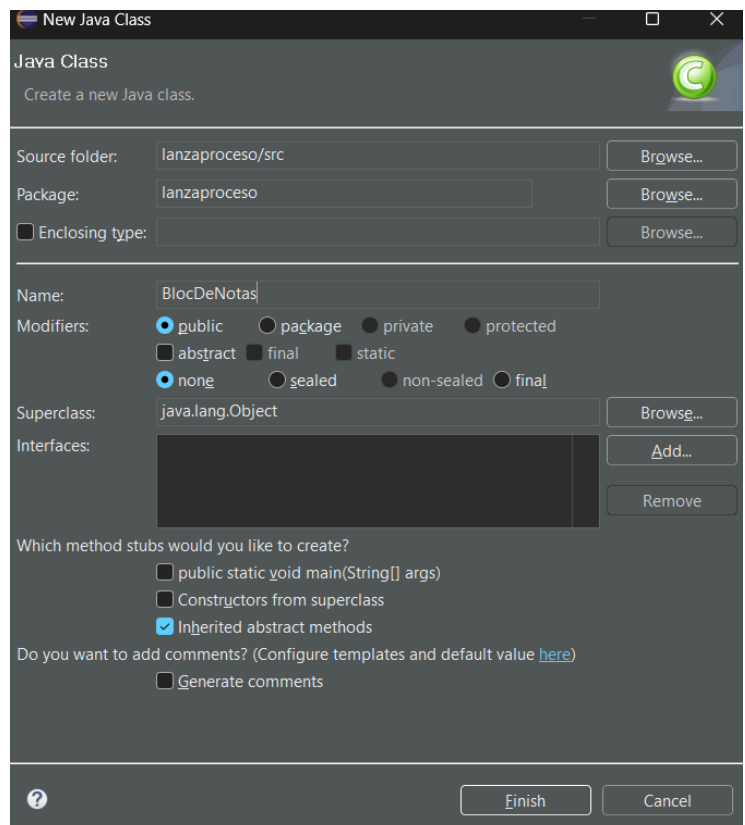 New Java Class
Java Class
Create a new Java class.
Source folder: lanzaproceso/src Browse...
Package: lanzaproceso Browse...
Enclosing type: Browse...
Name: BlocDeNotas
Modifiers: public package private protected
abstract final static
none sealed non-sealed final
Superclass: java.lang.Object Browse...
Interfaces: Add...
Remove
Which method stubs would you like to create?
public static void main(String[] args)
Constructors from superclass
Inherited abstract methods
Do you want to add comments? (Configure templates and default value here)
Generate comments
? Finish Cancel